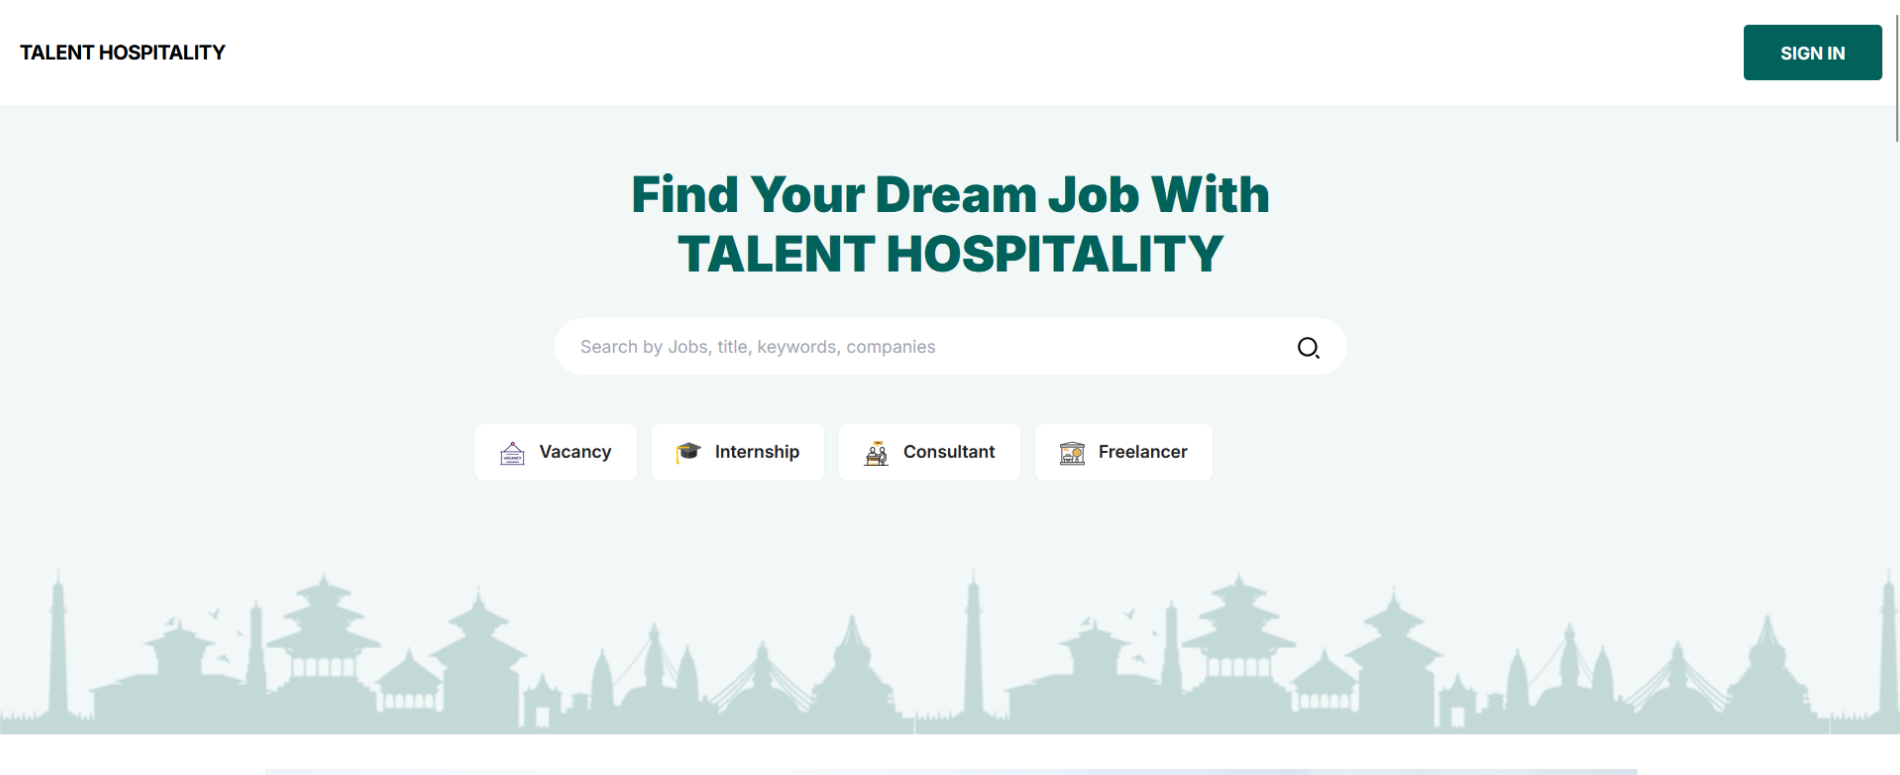 TALENT HOSPITALITY
SIGN IN
Find Your Dream Job With
TALENT HOSPITALITY
Search by Jobs, title, keywords, companies
VACANCY
Vacancy
Internship
Consultant
Freelancer